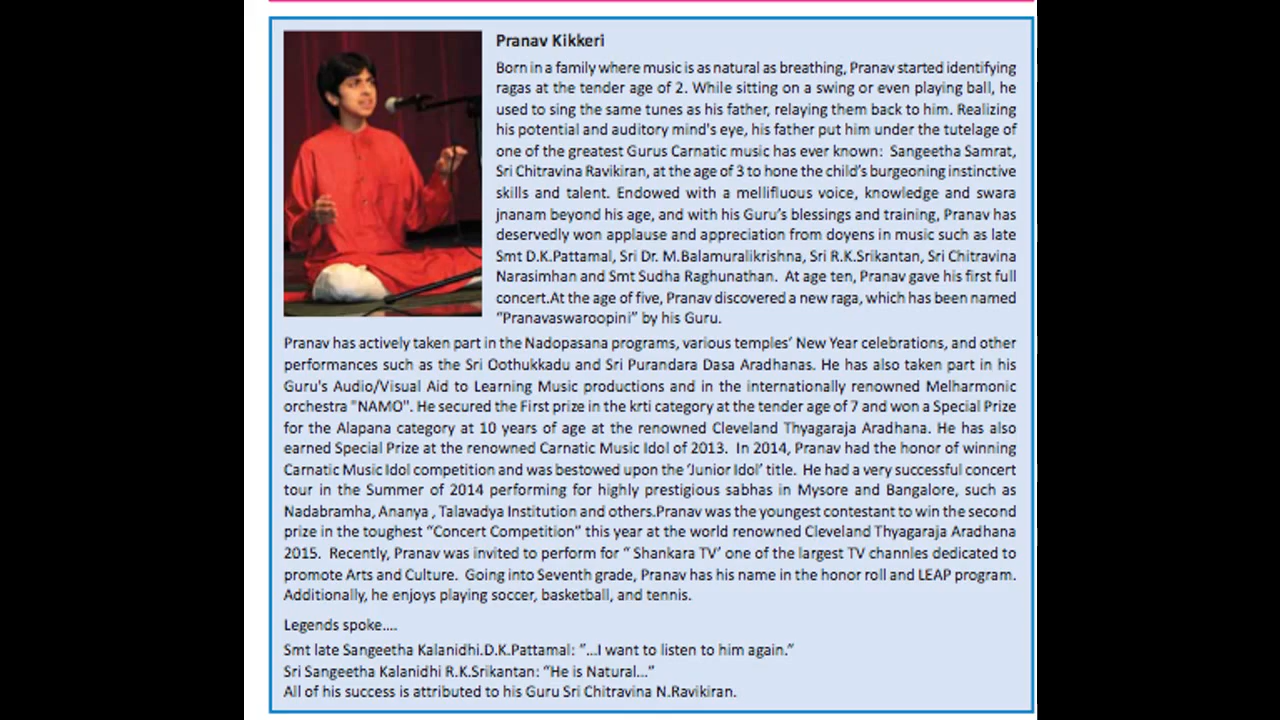 Pranav Kikkeri
Born in a family where music is as natural as breathing, Pranav started identifying
ragas at the tender age of 2. While sitting on a swing or even playing ball, he
used to sing the same tunes as his father, relaying them back to him. Realizing
his potential and auditory mind's eye, his father put him under the tutelage of
one of the greatest Gurus Carnatic music has ever known: Sangeetha Samrat,
Sri Chitravina Ravikiran, at the age of 3 to hone the child’s burgeoning instinctive
skills and talent. Endowed with a mellifluous voice, knowledge and swara
jnanam beyond his age, and with his Guru’s blessings and training, Pranav has
deservedly won applause and appreciation from doyens in music such as late
Smt D.K.Pattamal, Sri Dr. M.Balamuralikrishna, Sri R.K.Srikantan, Sri Chitravina
Narasimhan and Smt Sudha Raghunathan. At age ten, Pranav gave his first full
concert.At the age of five, Pranav discovered a new raga, which has been named
“Pranavaswaroopini” by his Guru.
Pranav has actively taken part in the Nadopasana programs, various temples’ New Year celebrations, and other
performances such as the Sri Oothukkadu and Sri Purandara Dasa Aradhanas. He has also taken part in his
Guru's Audio/Visual Aid to Learning Music productions and in the internationally renowned Melharmonic
orchestra "NAMO". He secured the First prize in the krti category at the tender age of 7 and won a Special Prize
for the Alapana category at 10 years of age at the renowned Cleveland Thyagaraja Aradhana. He has also
earned Special Prize at the renowned Carnatic Music Idol of 2013. In 2014, Pranav had the honor of winning
Carnatic Music Idol competition and was bestowed upon the ‘Junior Idol’ title. He had a very successful concert
tour in the Summer of 2014 performing for highly prestigious sabhas in Mysore and Bangalore, such as
Nadabramha, Ananya , Talavadya Institution and others.Pranav was the youngest contestant to win the second
prize in the toughest “Concert Competition” this year at the world renowned Cleveland Thyagaraja Aradhana
2015. Recently, Pranav was invited to perform for “ Shankara TV’ one of the largest TV channles dedicated to
promote Arts and Culture. Going into Seventh grade, Pranav has his name in the honor roll and LEAP program.
Additionally, he enjoys playing soccer, basketball, and tennis.
Legends spoke....
Smt late Sangeetha Kalanidhi.D.K.Pattamal: “...I want to listen to him again.”
Sri Sangeetha Kalanidhi R.K.Srikantan: “He is Natural...”
All of his success is attributed to his Guru Sri Chitravina N.Ravikiran.